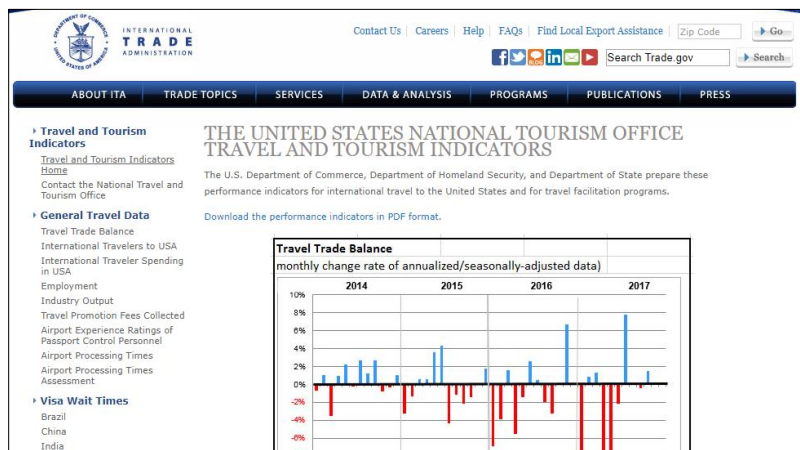 INTERNATIONAL
TRADE
ADMINISTRATION
Contact Us
Careers
Help
FAQs
Find Local Export Assistance
Zip Code
Go
BLOG
Search Trade.gov
Search
ABOUT ITA
TRADE TOPICS
SERVICES
DATA & ANALYSIS
PROGRAMS
PUBLICATIONS
PRESS
Travel and Tourism
Indicators
Travel and Tourism Indicators
Home
Contact the National Travel and
Tourism Office
General Travel Data
Travel Trade Balance
International Travelers to USA
International Traveler Spending
in USA
Employment
Industry Output
Travel Promotion Fees Collected
Airport Experience Ratings of
Passport Control Personnel
Airport Processing Times
Airport Processing Times
Assessment
Visa Wait Times
Brazil
China
India
THE UNITED STATES NATIONAL TOURISM OFFICE
TRAVEL AND TOURISM INDICATORS
The U.S. Department of Commerce, Department of Homeland Security, and Department of State prepare these
performance indicators for international travel to the United States and for travel facilitation programs.
Download the performance indicators in PDF format.
Travel Trade Balance
monthly change rate of annualized/seasonally-adjusted data)
2014
2015
2016
2017
10%
8%
6%
4%
2%
0%
-2%
-4%
-6%